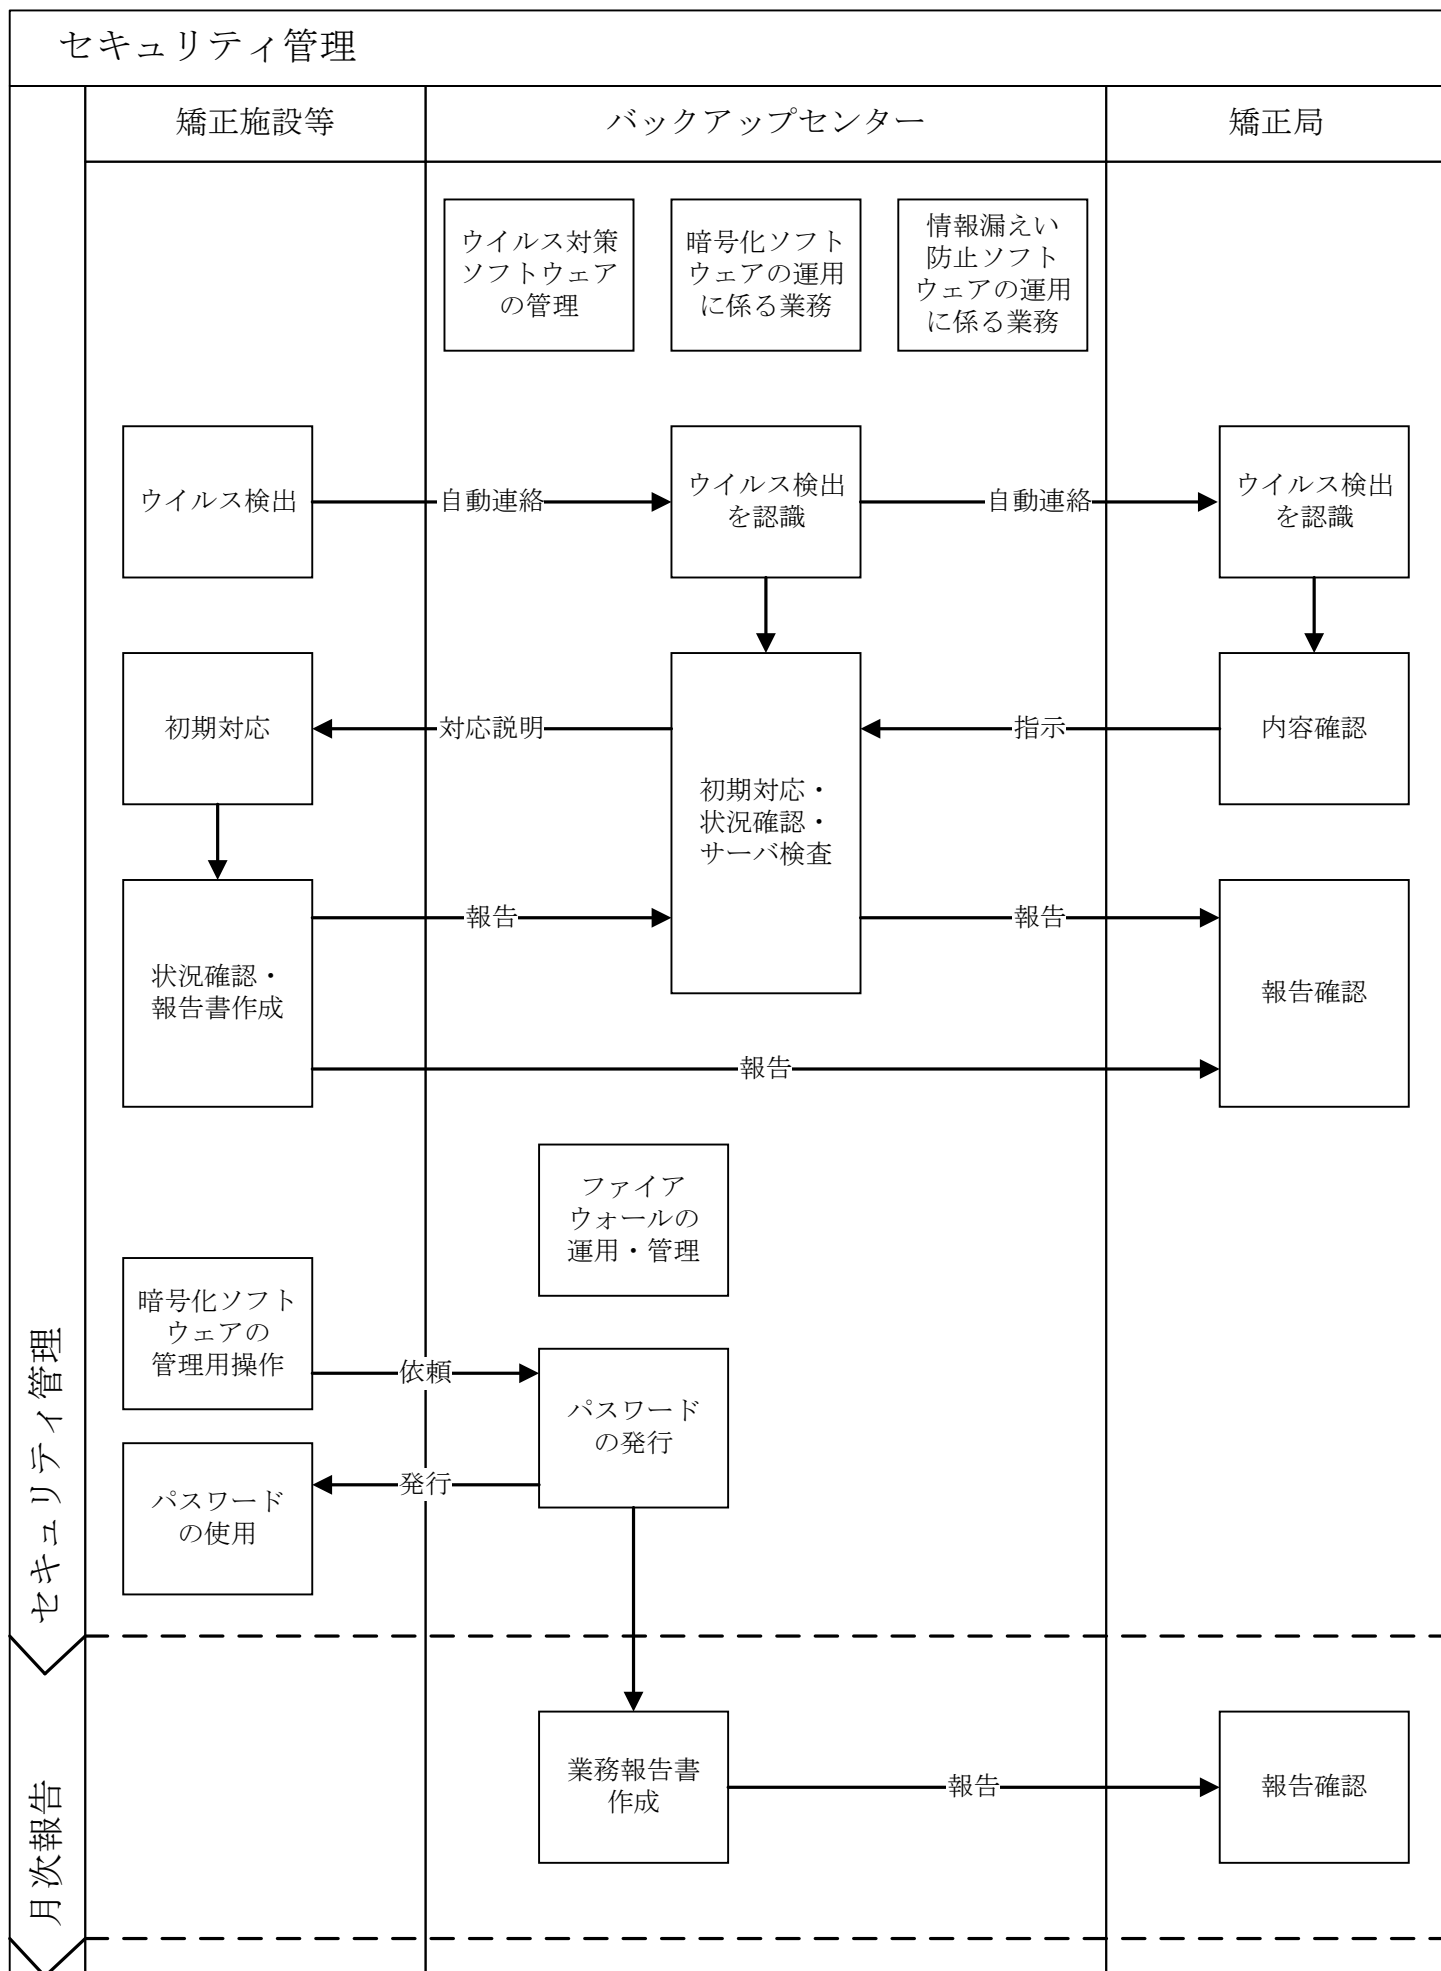 セキュリティ管理
矯正施設等
バックアップセンター
矯正局
ウイルス対策
ソフトウェア
の管理
暗号化ソフト
ウェアの運用
に係る業務
情報漏えい
防止ソフト
ウェアの運用
に係る業務
ウイルス検出
自動連絡
ウイルス検出
を認識
自動連絡
ウイルス検出
を認識
初期対応
対応説明
初期対応・
状況確認・
サーバ検査
指示
内容確認
状況確認・
報告書作成
報告
報告
報告確認
報告
ファイア
ウォールの
運用・管理
暗号化ソフト
ウェアの
管理用操作
依頼
パスワード
の発行
発行
パスワード
の使用
セキュリティ管理
業務報告書
作成
報告
報告確認
月次報告